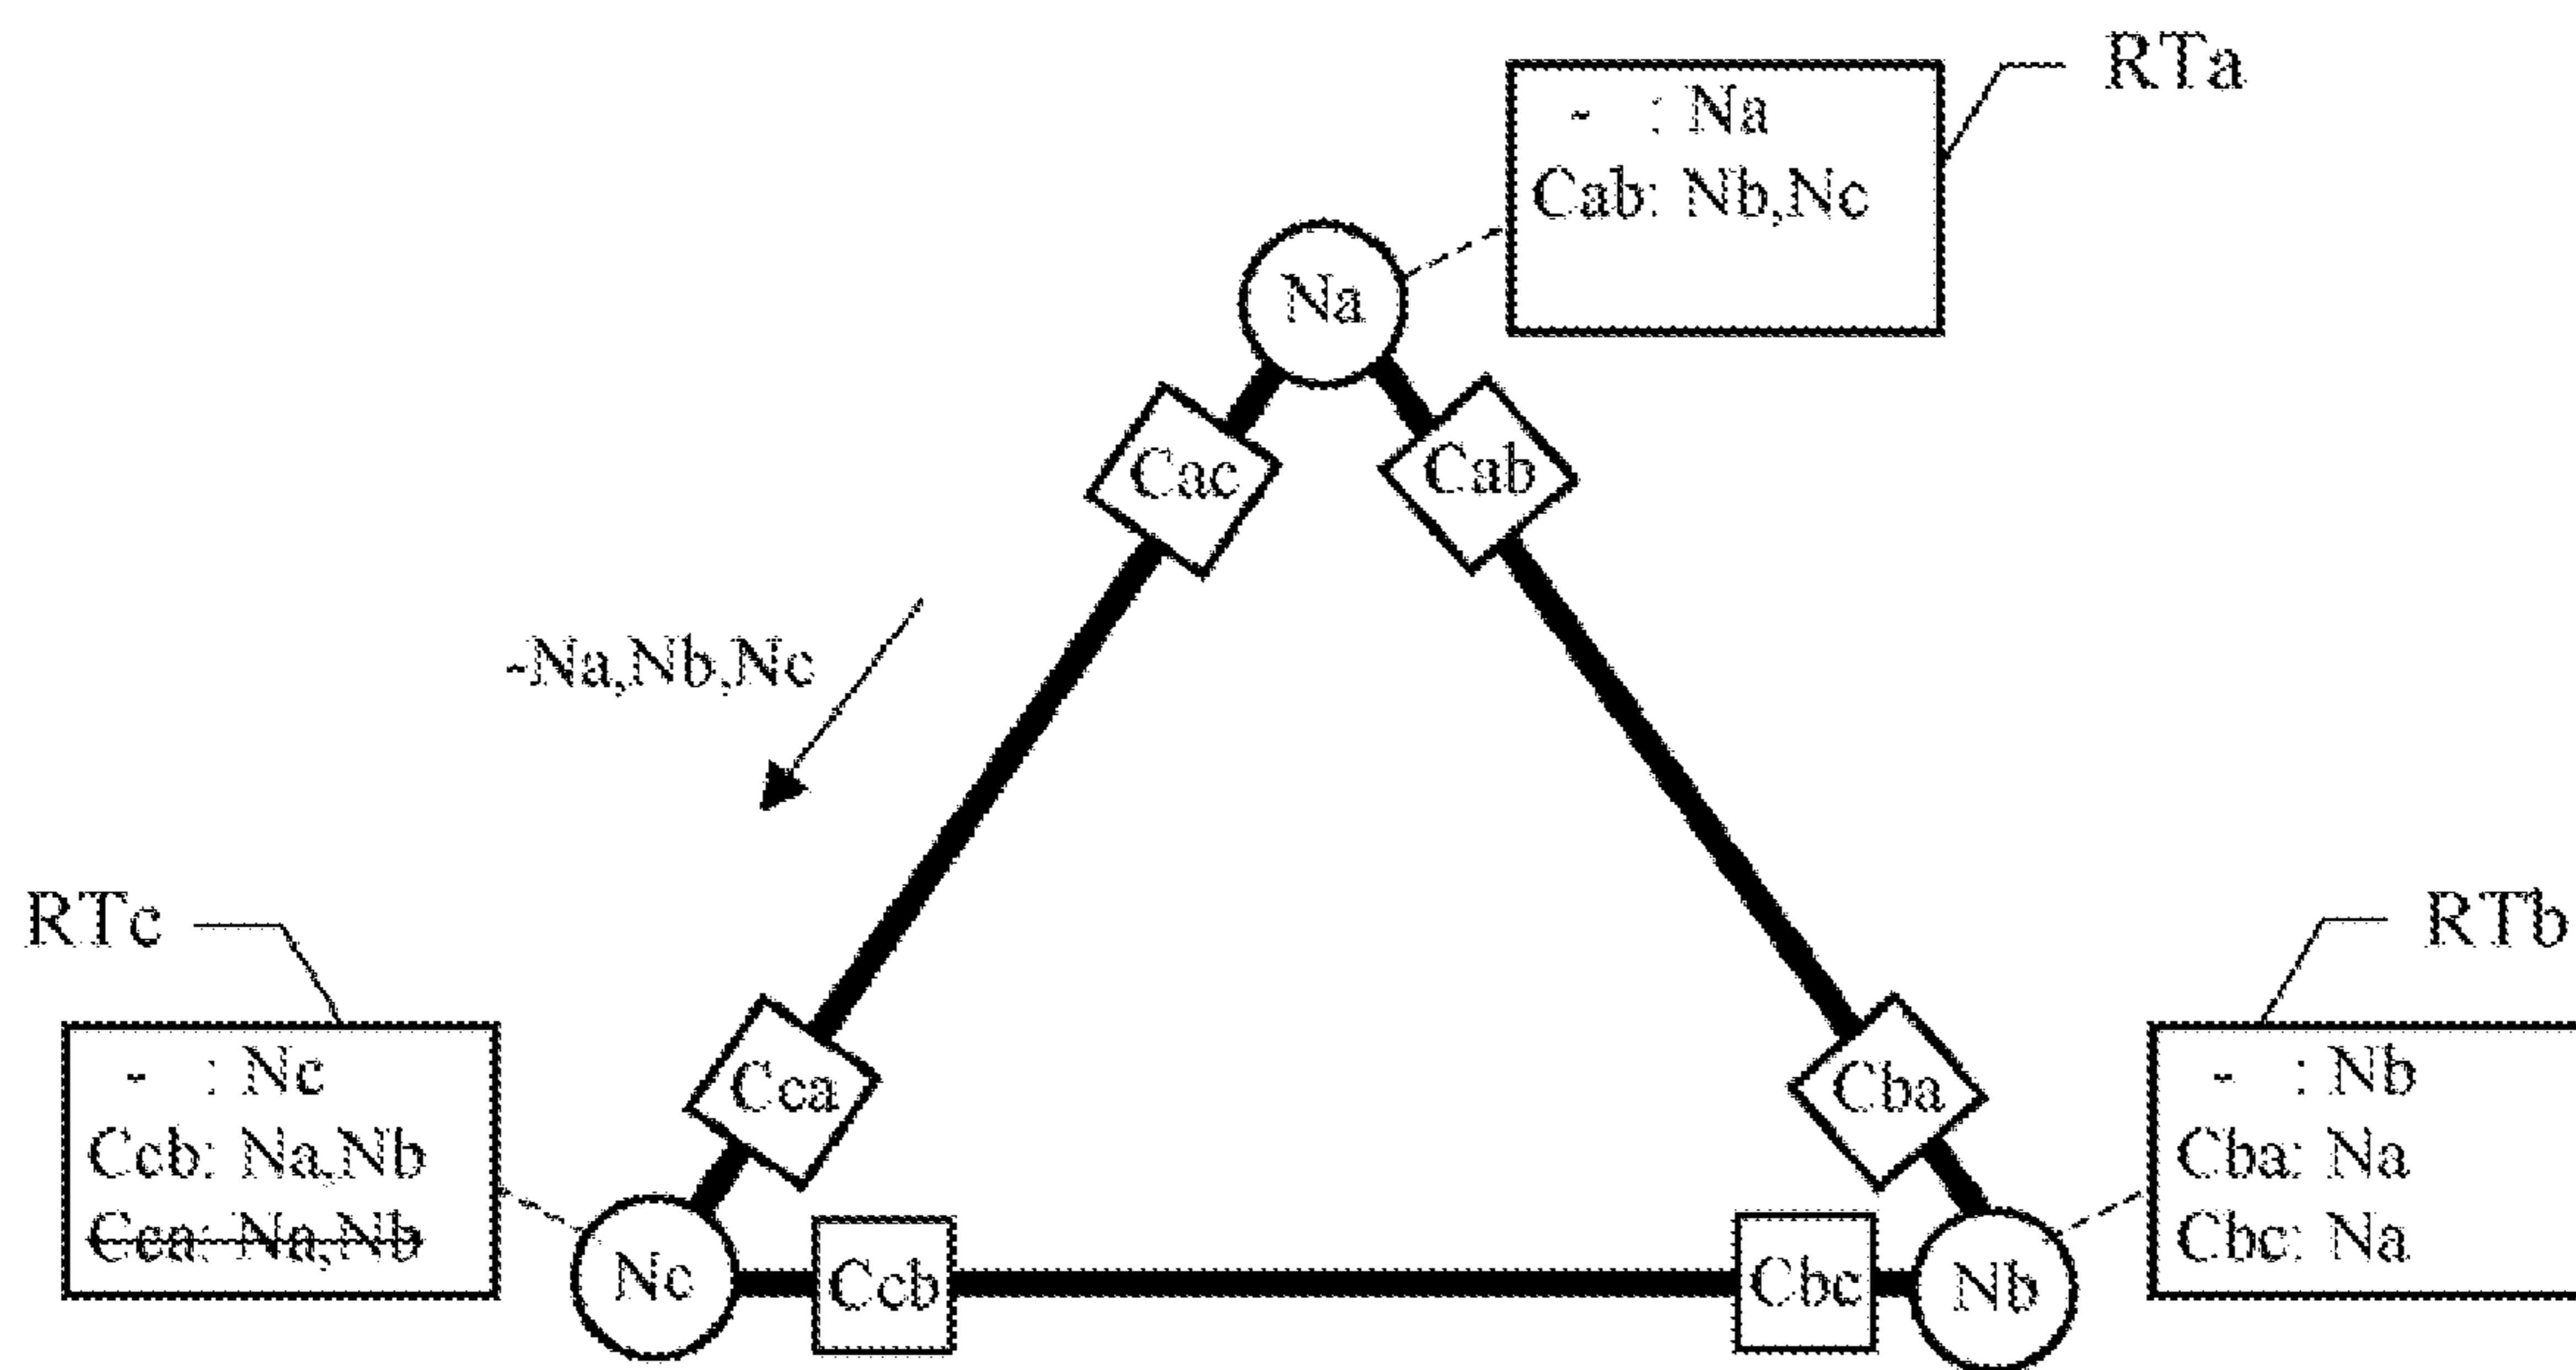 RTa
- : Na
Cab: Nb,Nc
Na
Cac
Cab
-Na,Nb,Nc
RTc
- : Nc
Ccb: Na,Nb
Cca: Na,Nb
RTb
- : Nb
Cba: Na
Cbc: Na
Cca
Cba
Nc
Ccb
Cbc
Nb